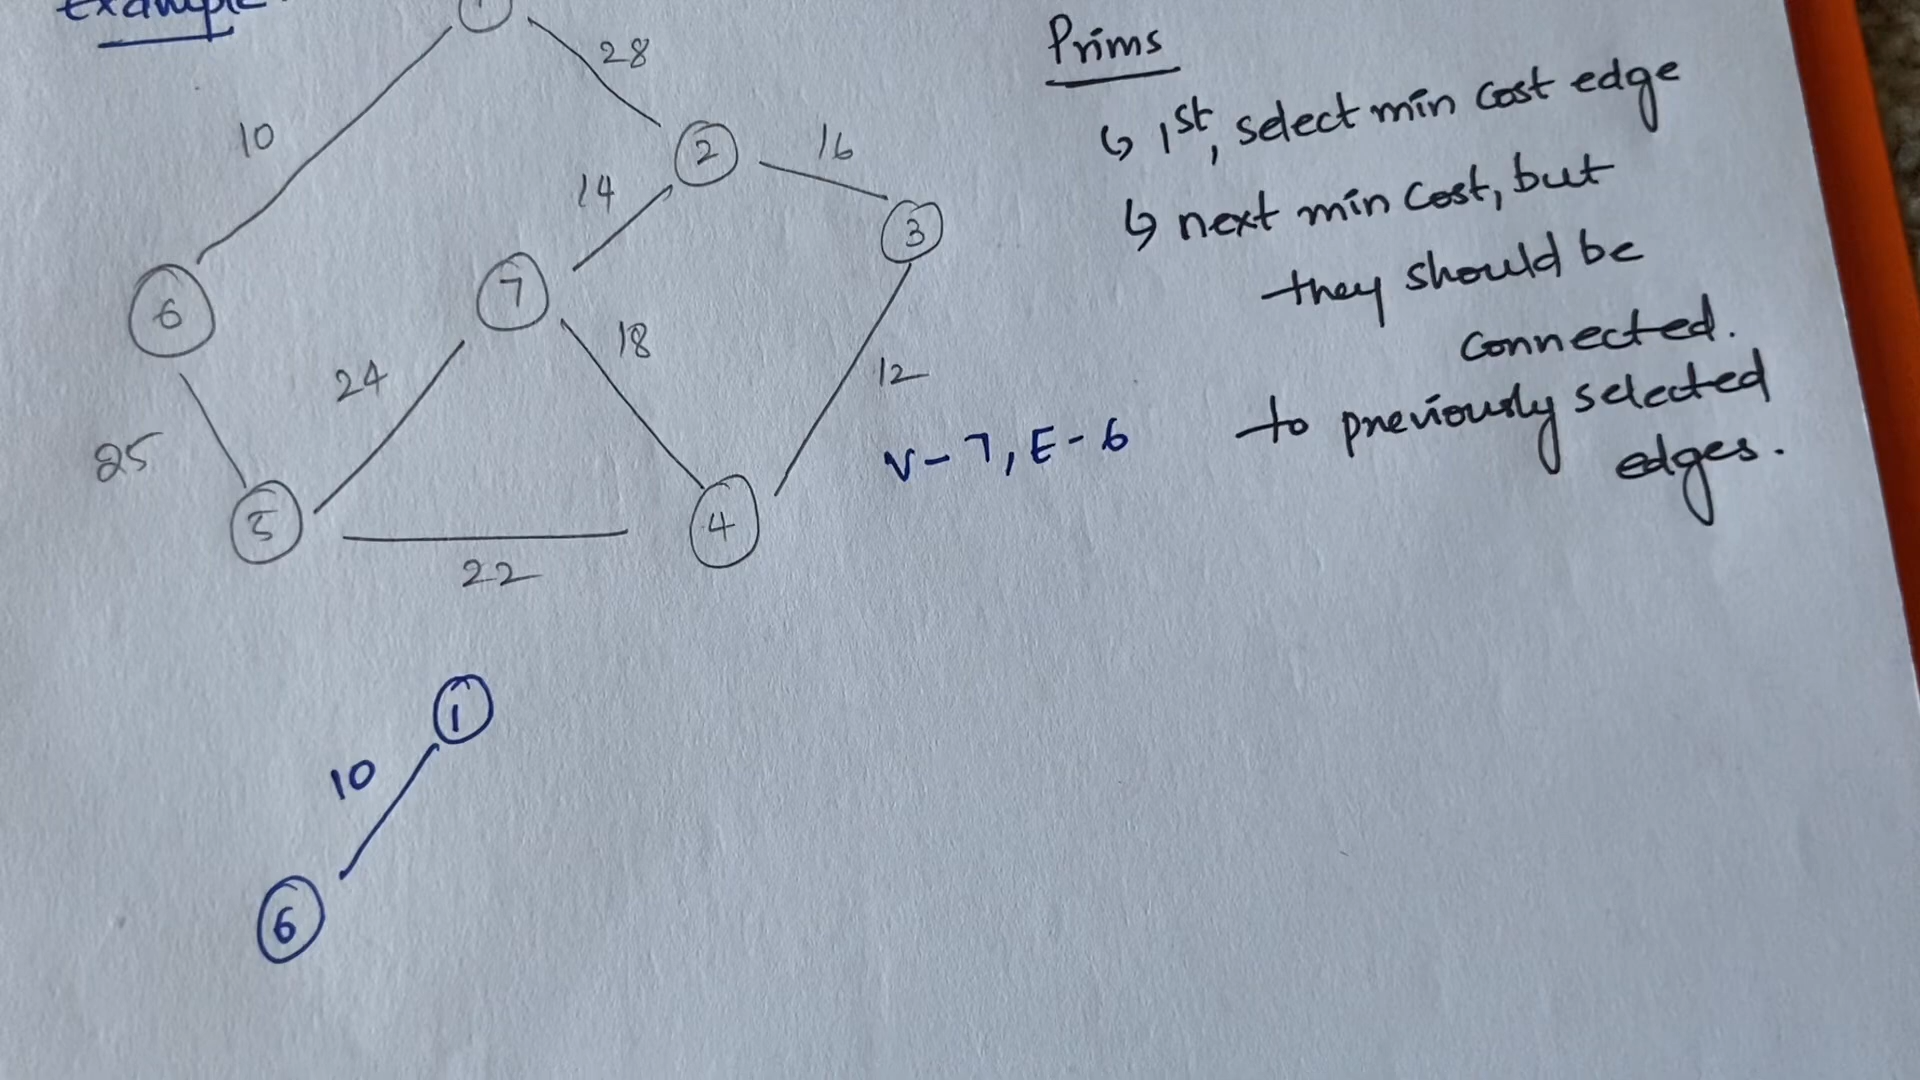 Example
1
28
10
2
16
14
3
7
6
18
24
12
25
5
4
22
V-7, E-6
Prims
↳ 1st, select min cost edge
↳ next min cost, but
they should be
connected.
to previously selected
edges.
1
10
6